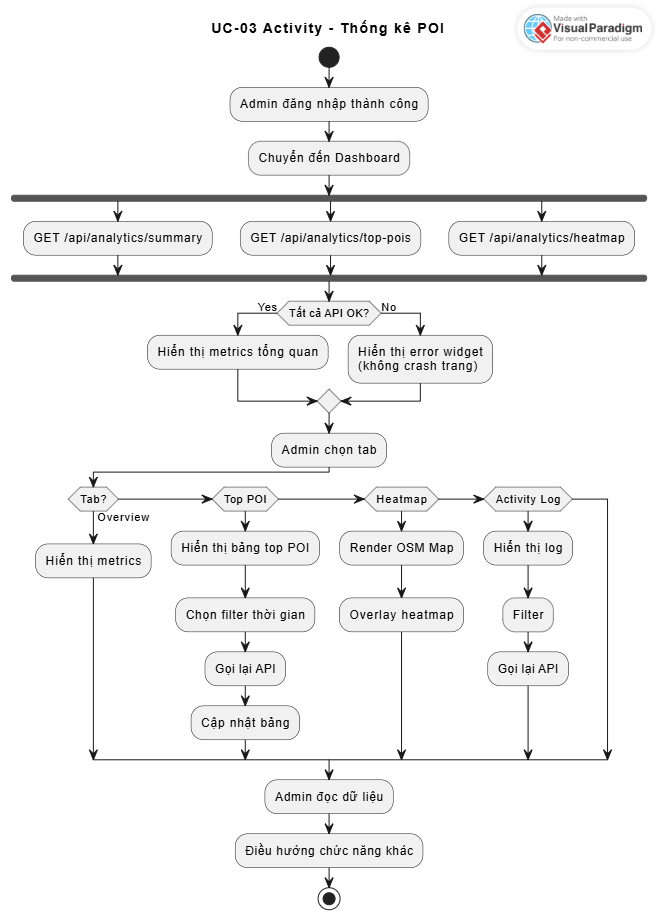 UC-03 Activity - Thống kê POI
Made with
VisualParadigm
For non-commercial use
Admin đăng nhập thành công
Chuyển đến Dashboard
GET /api/analytics/summary
GET /api/analytics/top-pois
GET /api/analytics/heatmap
Tất cả API OK?
Yes
No
Hiển thị metrics tổng quan
Hiển thị error widget
(không crash trang)
Admin chọn tab
Tab?
Top POI
Heatmap
Activity Log
Overview
Hiển thị metrics
Hiển thị bảng top POI
Render OSM Map
Hiển thị log
Chọn filter thời gian
Overlay heatmap
Filter
Gọi lại API
Gọi lại API
Cập nhật bảng
Admin đọc dữ liệu
Điều hướng chức năng khác